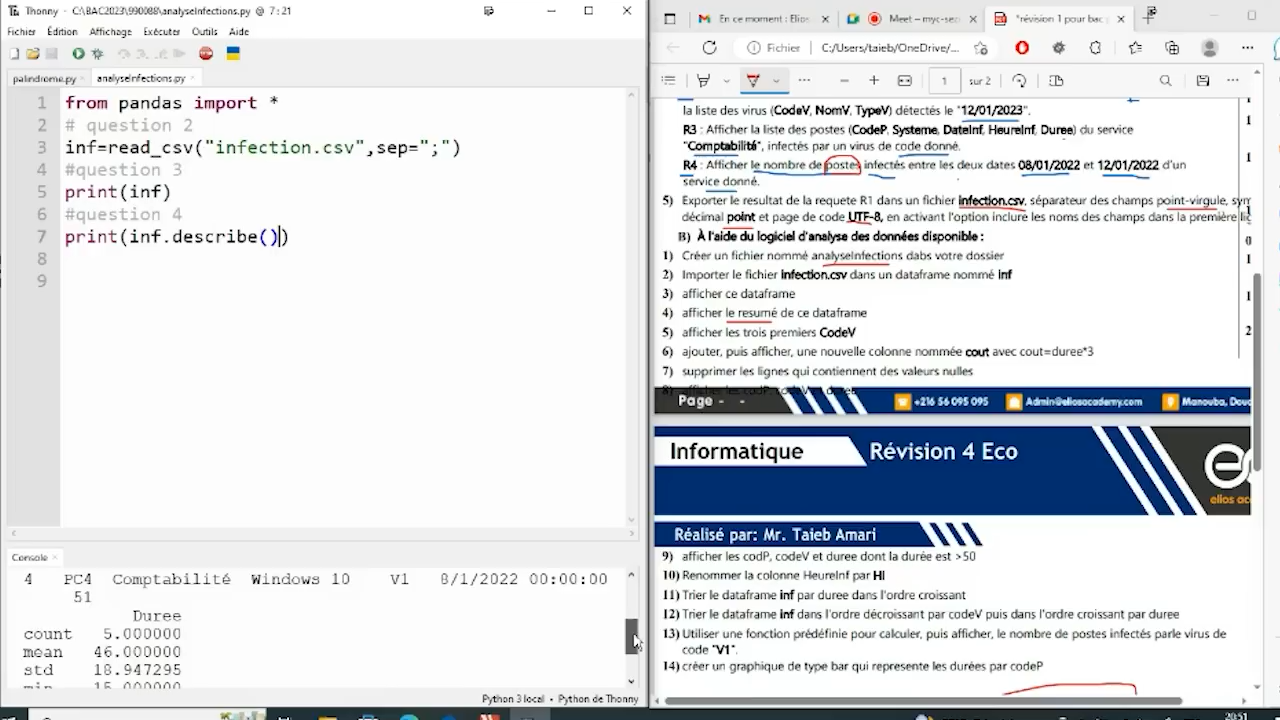 Thonny - C:\BAC2023\990088\analyseInfections.py @ 7:21
Fichier Édition Affichage Exécuter Outils Aide
palindrome.py analyseInfections.py
1 from pandas import *
2 # question 2
3 inf=read_csv("infection.csv",sep=";")
4 #question 3
5 print(inf)
6 #question 4
7 print(inf.describe())
8
9
Console
4 PC4 Comptabilité Windows 10 V1 8/1/2022 00:00:00
51
Duree
count 5.000000
mean 46.000000
std 18.947295
min 15.000000
Python 3 local • Python de Thonny
En ce moment : Elios
Meet – myc-sez
*révision 1 pour bac
Fichier C:/Users/taieb/OneDrive/...
1 sur 2
la liste des virus (CodeV, NomV, TypeV) détectés le "12/01/2023".
R3 : Afficher la liste des postes (CodeP, Systeme, DateInf, HeureInf, Duree) du service
"Comptabilité", infectés par un virus de code donné.
R4 : Afficher le nombre de postes infectés entre les deux dates 08/01/2022 et 12/01/2022 d'un
service donné.
5) Exporter le resultat de la requete R1 dans un fichier infection.csv, séparateur des champs point-virgule,
décimal point et page de code UTF-8, en activant l'option inclure les noms des champs dans la première
B) À l'aide du logiciel d'analyse des données disponible :
1) Créer un fichier nommé analyseInfections dabs votre dossier
2) Importer le fichier infection.csv dans un dataframe nommé inf
3) afficher ce dataframe
4) afficher le resumé de ce dataframe
5) afficher les trois premiers CodeV
6) ajouter, puis afficher, une nouvelle colonne nommée cout avec cout=duree*3
7) supprimer les lignes qui contiennent des valeurs nulles
8) afficher les codP, codeV et duree
Page - -
+216 56 095 095
Admin@eliosacademy.com
Manouba,
Informatique
Révision 4 Eco
Réalisé par: Mr. Taieb Amari
9) afficher les codP, codeV et duree dont la durée est >50
10) Renommer la colonne HeureInf par HI
11) Trier le dataframe inf par duree dans l'ordre croissant
12) Trier le dataframe inf dans l'ordre décroissant par codeV puis dans l'ordre croissant par duree
13) Utiliser une fonction prédéfinie pour calculer, puis afficher, le nombre de postes infectés parle virus de
code "V1".
14) créer un graphique de type bar qui represente les durées par codeP